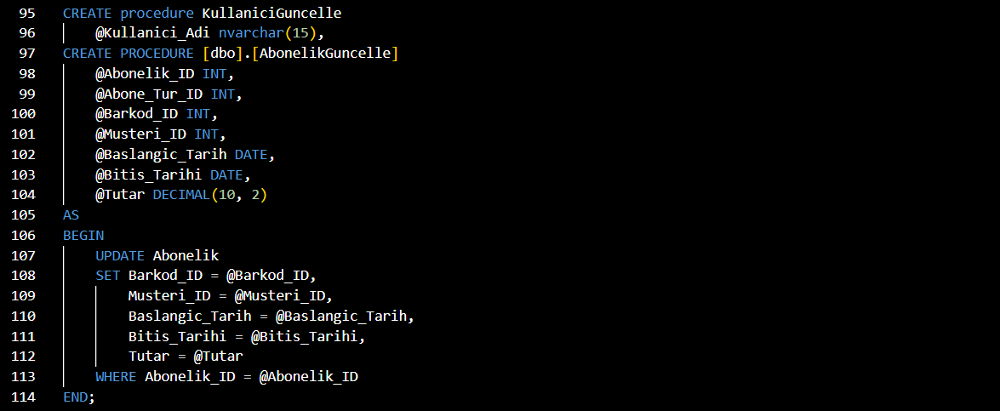 95 CREATE procedure KullaniciGuncelle
96 @Kullanici_Adi nvarchar(15),
97 CREATE PROCEDURE [dbo].[AbonelikGuncelle]
98 @Abonelik_ID INT,
99 @Abone_Tur_ID INT,
100 @Barkod_ID INT,
101 @Musteri_ID INT,
102 @Baslangic_Tarih DATE,
103 @Bitis_Tarihi DATE,
104 @Tutar DECIMAL(10, 2)
105 AS
106 BEGIN
107 UPDATE Abonelik
108 SET Barkod_ID = @Barkod_ID,
109 Musteri_ID = @Musteri_ID,
110 Baslangic_Tarih = @Baslangic_Tarih,
111 Bitis_Tarihi = @Bitis_Tarihi,
112 Tutar = @Tutar
113 WHERE Abonelik_ID = @Abonelik_ID
114 END;